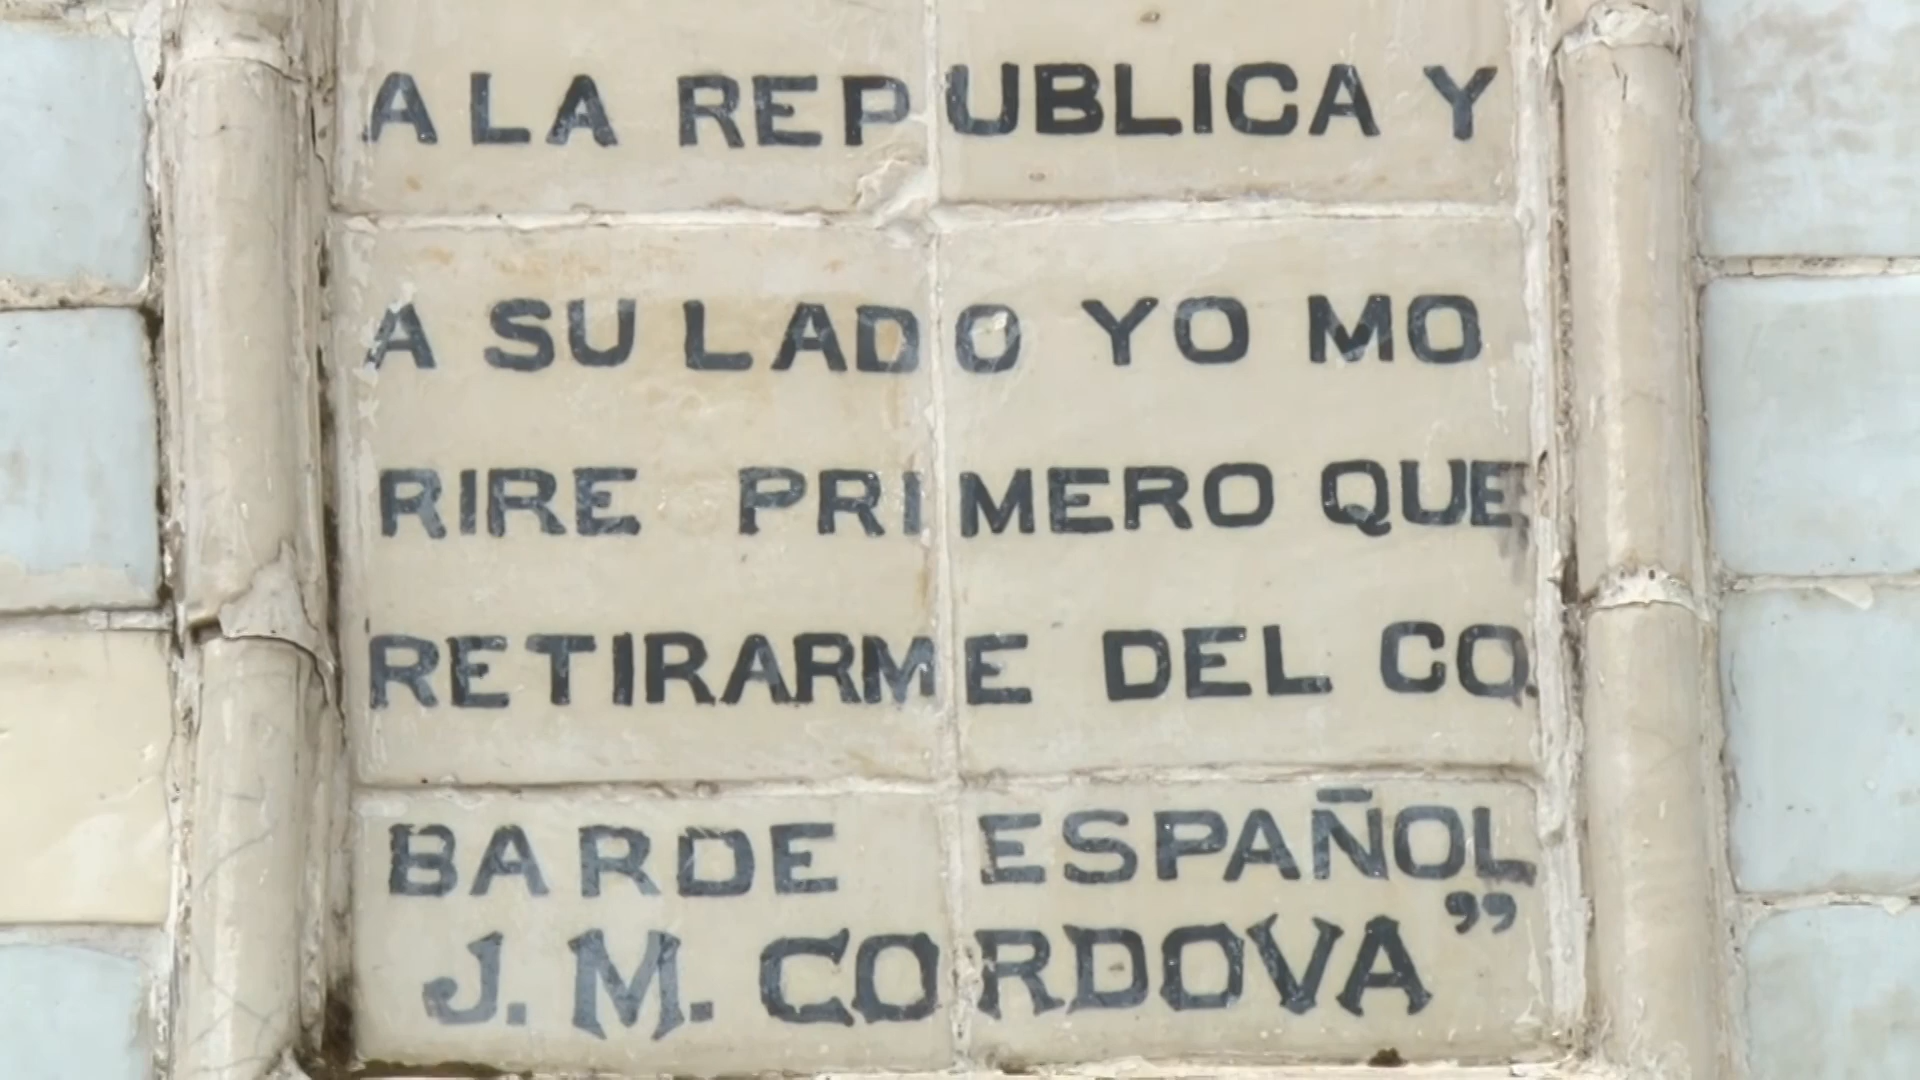 A LA REPUBLICA Y
A SU LADO YO MO
RIRE PRIMERO QUE
RETIRARME DEL CO
BARDE ESPAÑOL
J. M. CORDOVA”